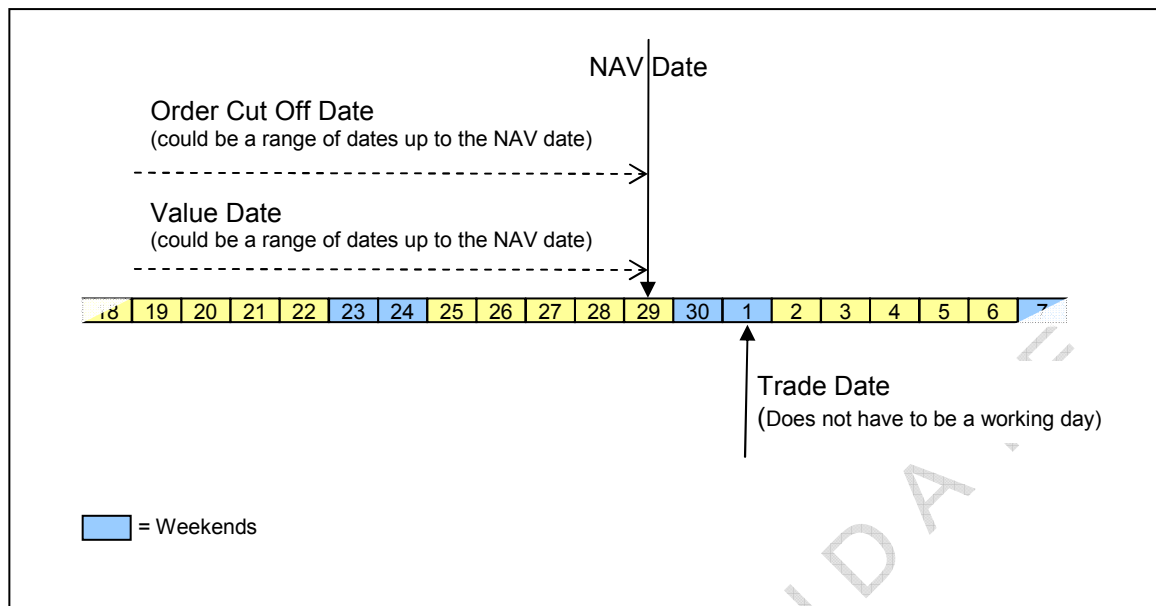 NAV Date
Order Cut Off Date
(could be a range of dates up to the NAV date)
Value Date
(could be a range of dates up to the NAV date)
18 19 20 21 22 23 24 25 26 27 28 29 30 1 2 3 4 5 6 7
Trade Date
(Does not have to be a working day)
= Weekends
N D A T E